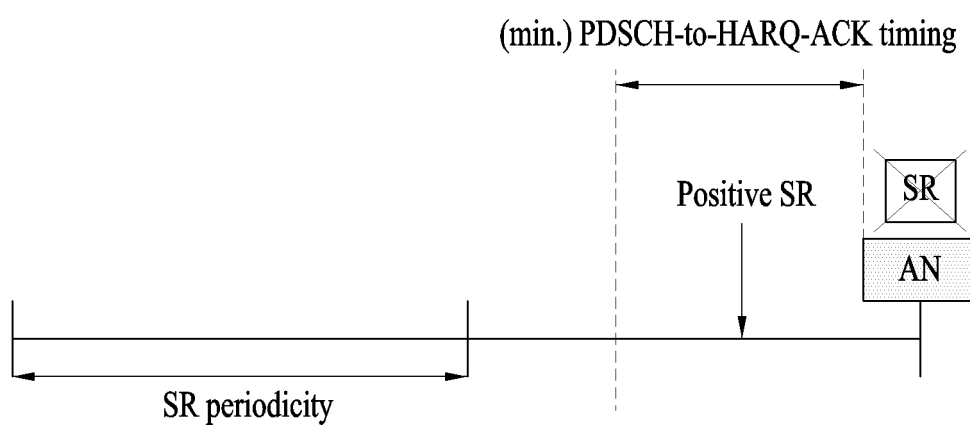 (min.) PDSCH-to-HARQ-ACK timing
SR
Positive SR
AN
SR periodicity